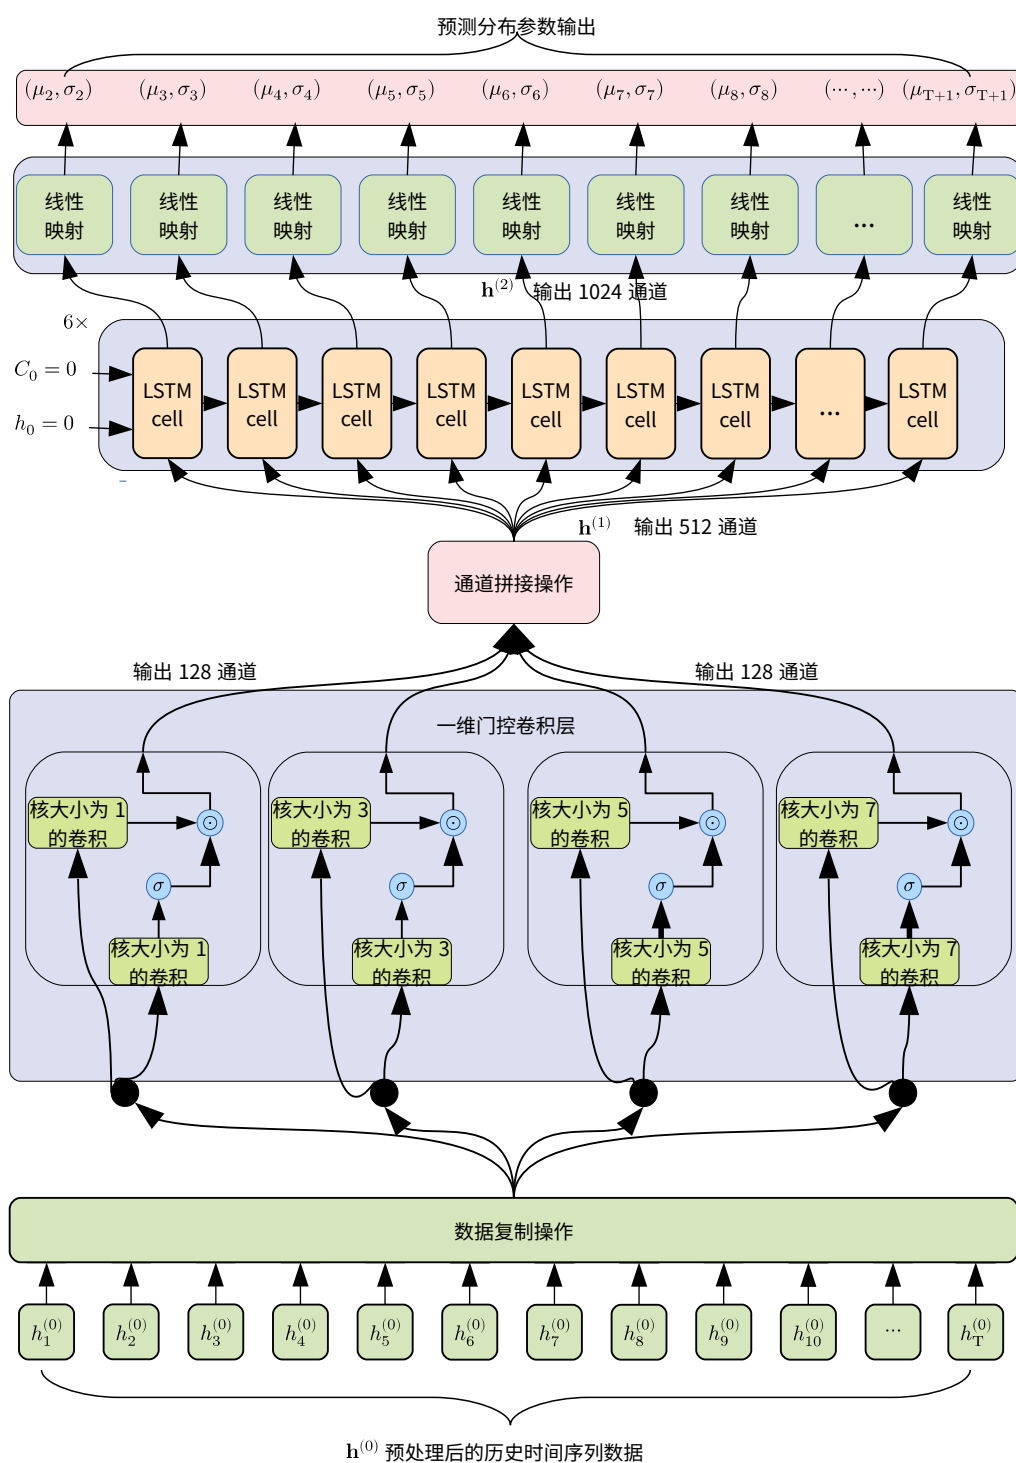 预测分布参数输出
(μ₂, σ₂) (μ₃, σ₃) (μ₄, σ₄) (μ₅, σ₅) (μ₆, σ₆) (μ₇, σ₇) (μ₈, σ₈) (⋯, ⋯) (μ_{T+1}, σ_{T+1})
线性 线性 线性 线性 线性 线性 线性 线性
映射 映射 映射 映射 映射 映射 映射 ... 映射
h^{(2)} 输出 1024 通道
6×
C₀ = 0
LSTM LSTM LSTM LSTM LSTM LSTM LSTM LSTM
cell cell cell cell cell cell cell ... cell
h₀ = 0
h^{(1)} 输出 512 通道
通道拼接操作
输出 128 通道 输出 128 通道
一维门控卷积层
核大小为 1 核大小为 3 核大小为 5 核大小为 7
的卷积 ⊙ 的卷积 ⊙ 的卷积 ⊙ 的卷积 ⊙
σ σ σ σ
核大小为 1 核大小为 3 核大小为 5 核大小为 7
的卷积 的卷积 的卷积 的卷积
数据复制操作
h₁^{(0)} h₂^{(0)} h₃^{(0)} h₄^{(0)} h₅^{(0)} h₆^{(0)} h₇^{(0)} h₈^{(0)} h₉^{(0)} h₁₀^{(0)} ... h_T^{(0)}
h^{(0)} 预处理后的历史时间序列数据